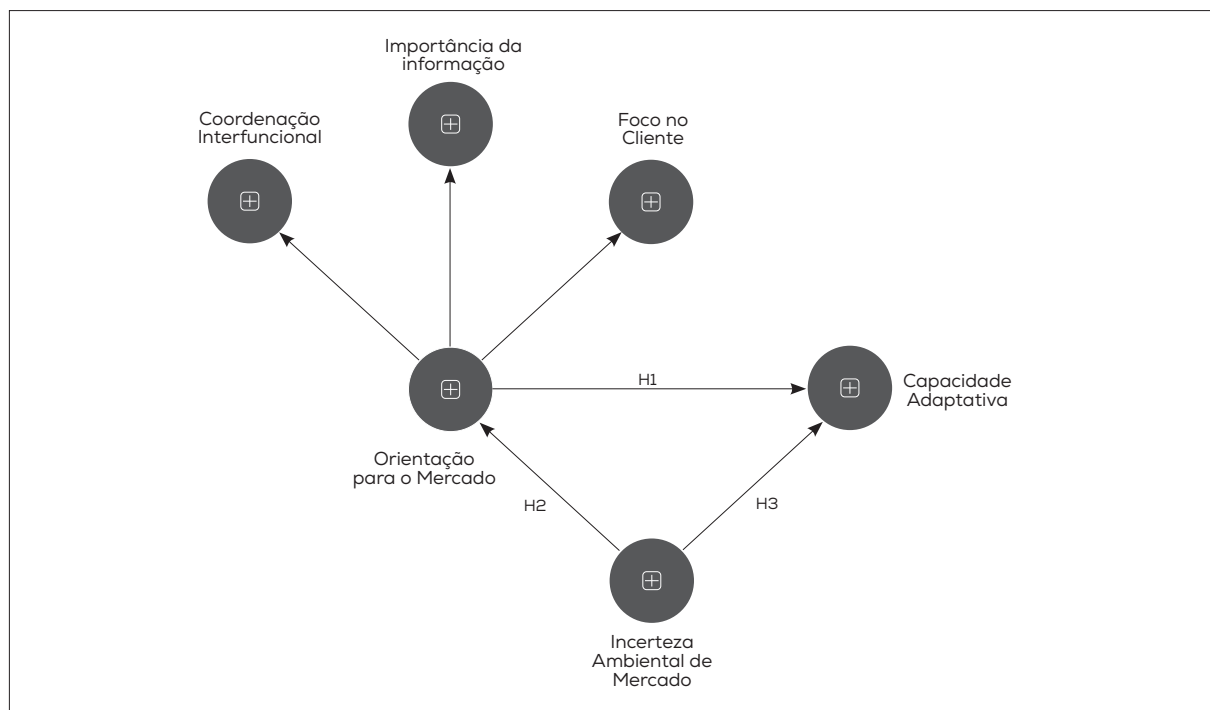 Importância da
informação
Coordenação
Interfuncional
Foco no
Cliente
H1
Capacidade
Adaptativa
Orientação
para o Mercado
H2
H3
Incerteza
Ambiental de
Mercado